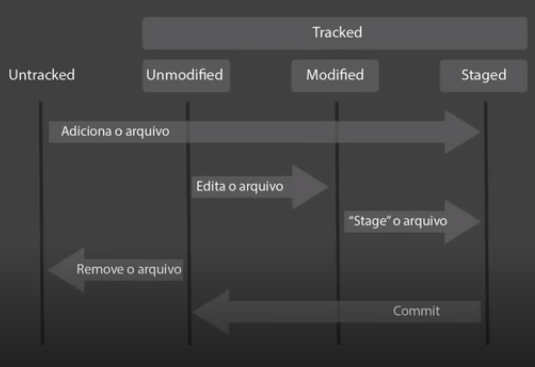 Tracked
Untracked
Unmodified
Modified
Staged
Adiciona o arquivo
Edita o arquivo
“Stage” o arquivo
Remove o arquivo
Commit